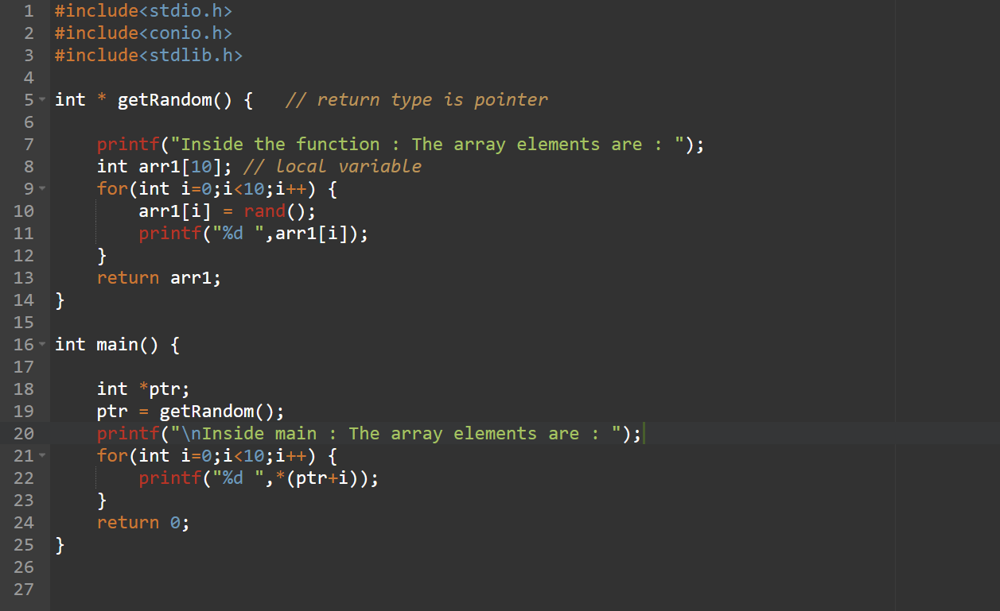 1 #include<stdio.h>
2 #include<conio.h>
3 #include<stdlib.h>
4
5 int * getRandom() {   // return type is pointer
6
7     printf("Inside the function : The array elements are : ");
8     int arr1[10]; // local variable
9     for(int i=0;i<10;i++) {
10         arr1[i] = rand();
11         printf("%d ",arr1[i]);
12     }
13     return arr1;
14 }
15
16 int main() {
17
18     int *ptr;
19     ptr = getRandom();
20     printf("\nInside main : The array elements are : ");
21     for(int i=0;i<10;i++) {
22         printf("%d ",*(ptr+i));
23     }
24     return 0;
25 }
26
27